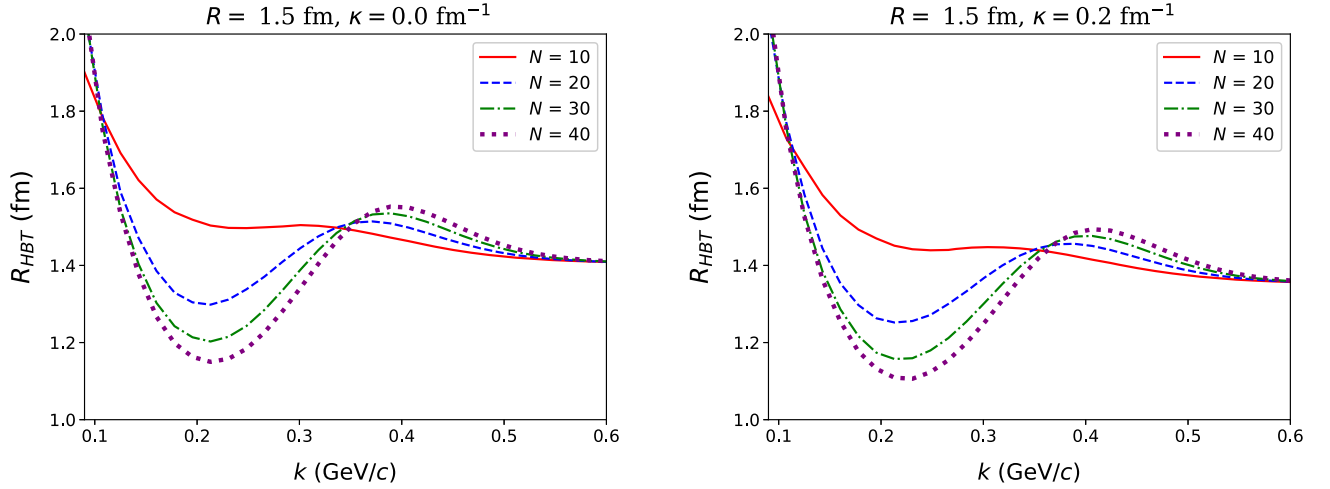 R = 1.5 fm, κ = 0.0 fm⁻¹
2.0
1.8
1.6
1.4
1.2
1.0
R_HBT (fm)
N = 10
N = 20
N = 30
N = 40
0.1 0.2 0.3 0.4 0.5 0.6
k (GeV/c)
R = 1.5 fm, κ = 0.2 fm⁻¹
2.0
1.8
1.6
1.4
1.2
1.0
R_HBT (fm)
N = 10
N = 20
N = 30
N = 40
0.1 0.2 0.3 0.4 0.5 0.6
k (GeV/c)